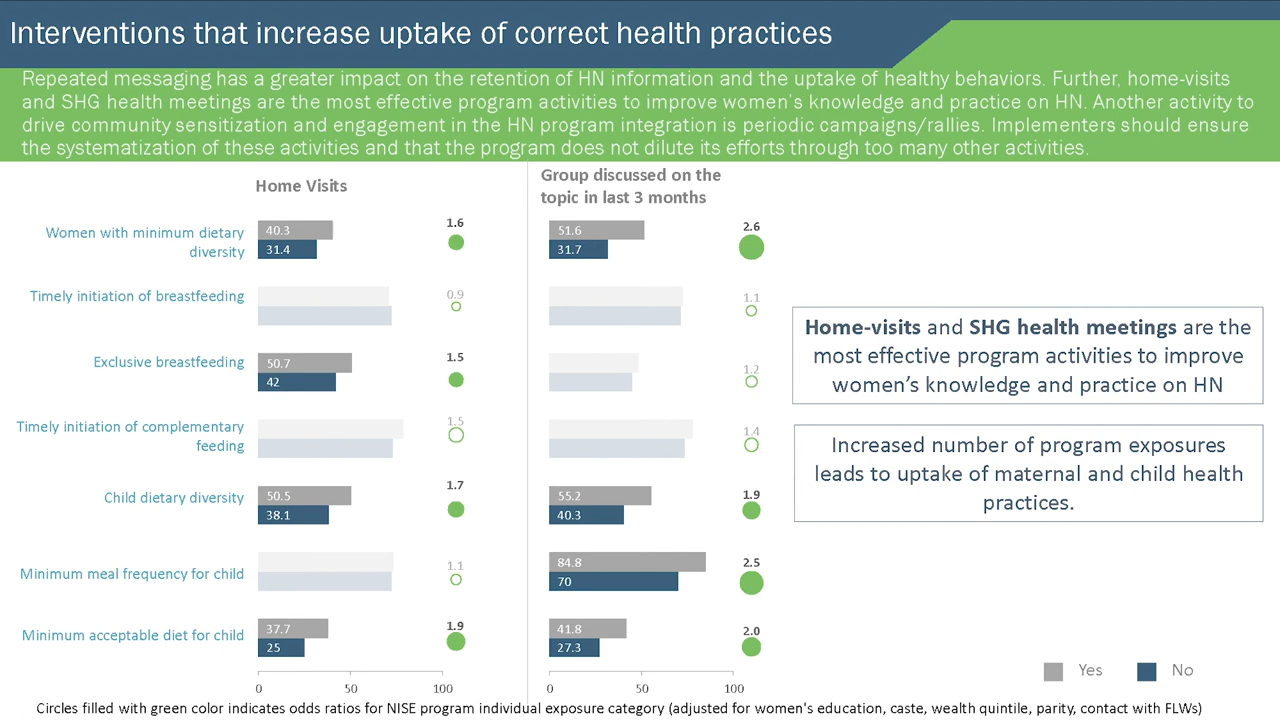 Interventions that increase uptake of correct health practices
Repeated messaging has a greater impact on the retention of HN information and the uptake of healthy behaviors. Further, home-visits
and SHG health meetings are the most effective program activities to improve women's knowledge and practice on HN. Another activity to
drive community sensitization and engagement in the HN program integration is periodic campaigns/rallies. Implementers should ensure
the systematization of these activities and that the program does not dilute its efforts through too many other activities.
Home Visits
Group discussed on the
topic in last 3 months
Women with minimum dietary
diversity
40.3
31.4
1.6
51.6
31.7
2.6
Timely initiation of breastfeeding
0.9
1.1
Exclusive breastfeeding
50.7
42
1.5
1.2
Timely initiation of complementary
feeding
1.5
1.4
Child dietary diversity
50.5
38.1
1.7
55.2
40.3
1.9
Minimum meal frequency for child
1.1
84.8
70
2.5
Minimum acceptable diet for child
37.7
25
1.9
41.8
27.3
2.0
0 50 100
0 50 100
Home-visits and SHG health meetings are the
most effective program activities to improve
women's knowledge and practice on HN
Increased number of program exposures
leads to uptake of maternal and child health
practices.
Yes No
Circles filled with green color indicates odds ratios for NISE program individual exposure category (adjusted for women's education, caste, wealth quintile, parity, contact with FLWs)